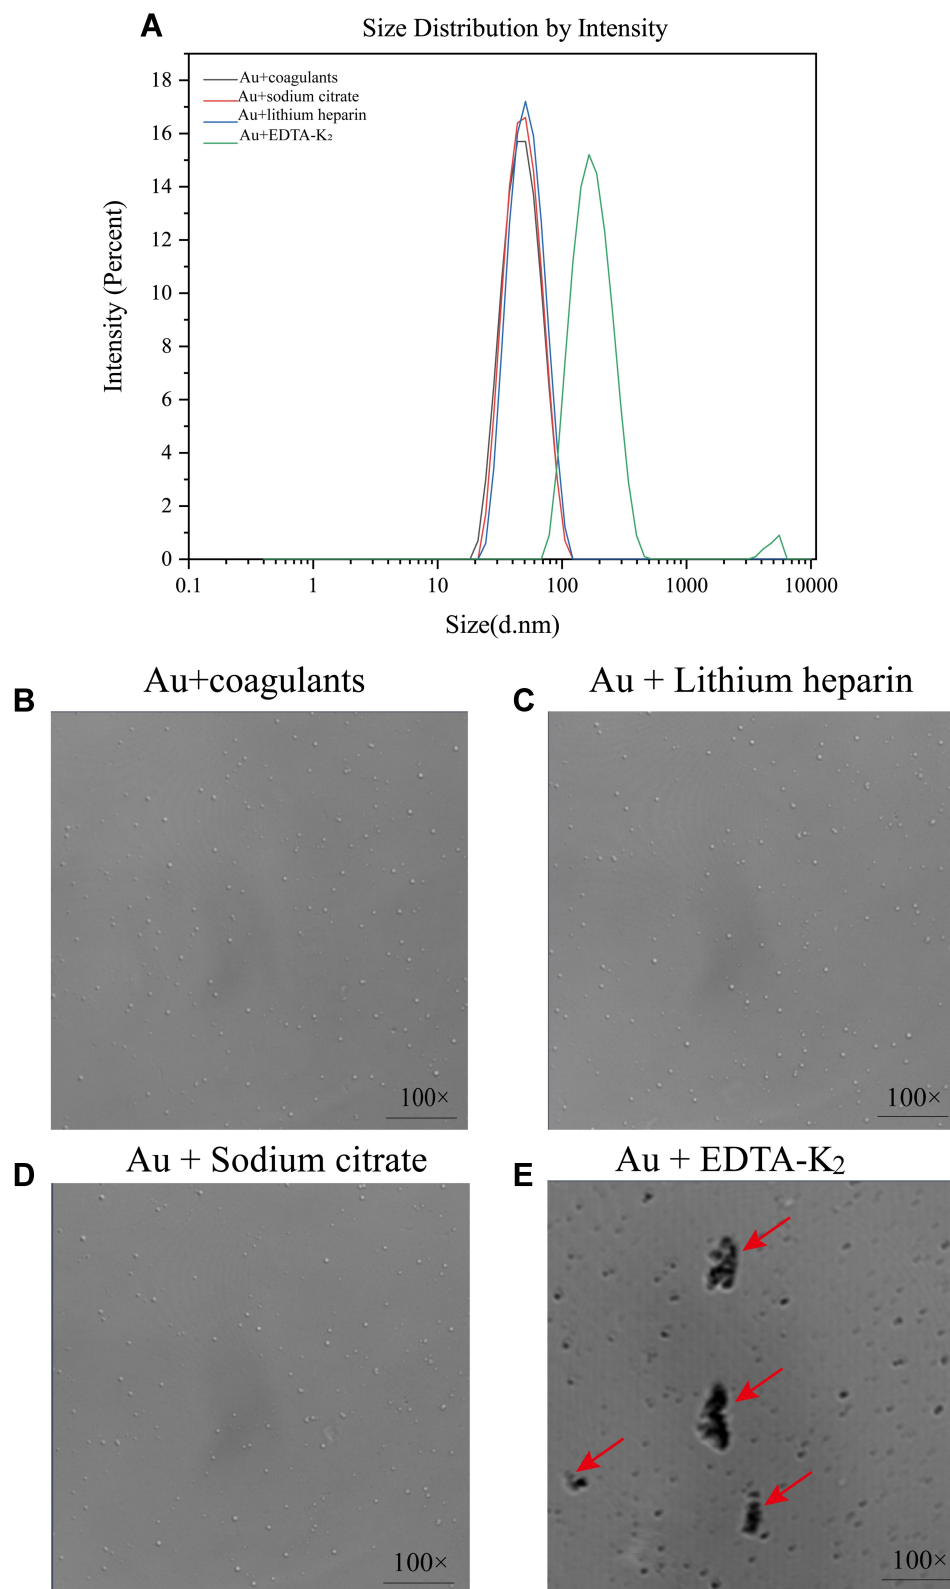 A
Size Distribution by Intensity
Au+coagulants
Au+sodium citrate
Au+lithium heparin
Au+EDTA-K₂
Intensity (Percent)
18
16
14
12
10
8
6
4
2
0
0.1 1 10 100 1000 10000
Size(d.nm)
B Au+coagulants
C Au + Lithium heparin
100×
100×
D Au + Sodium citrate
E Au + EDTA-K₂
100×
100×